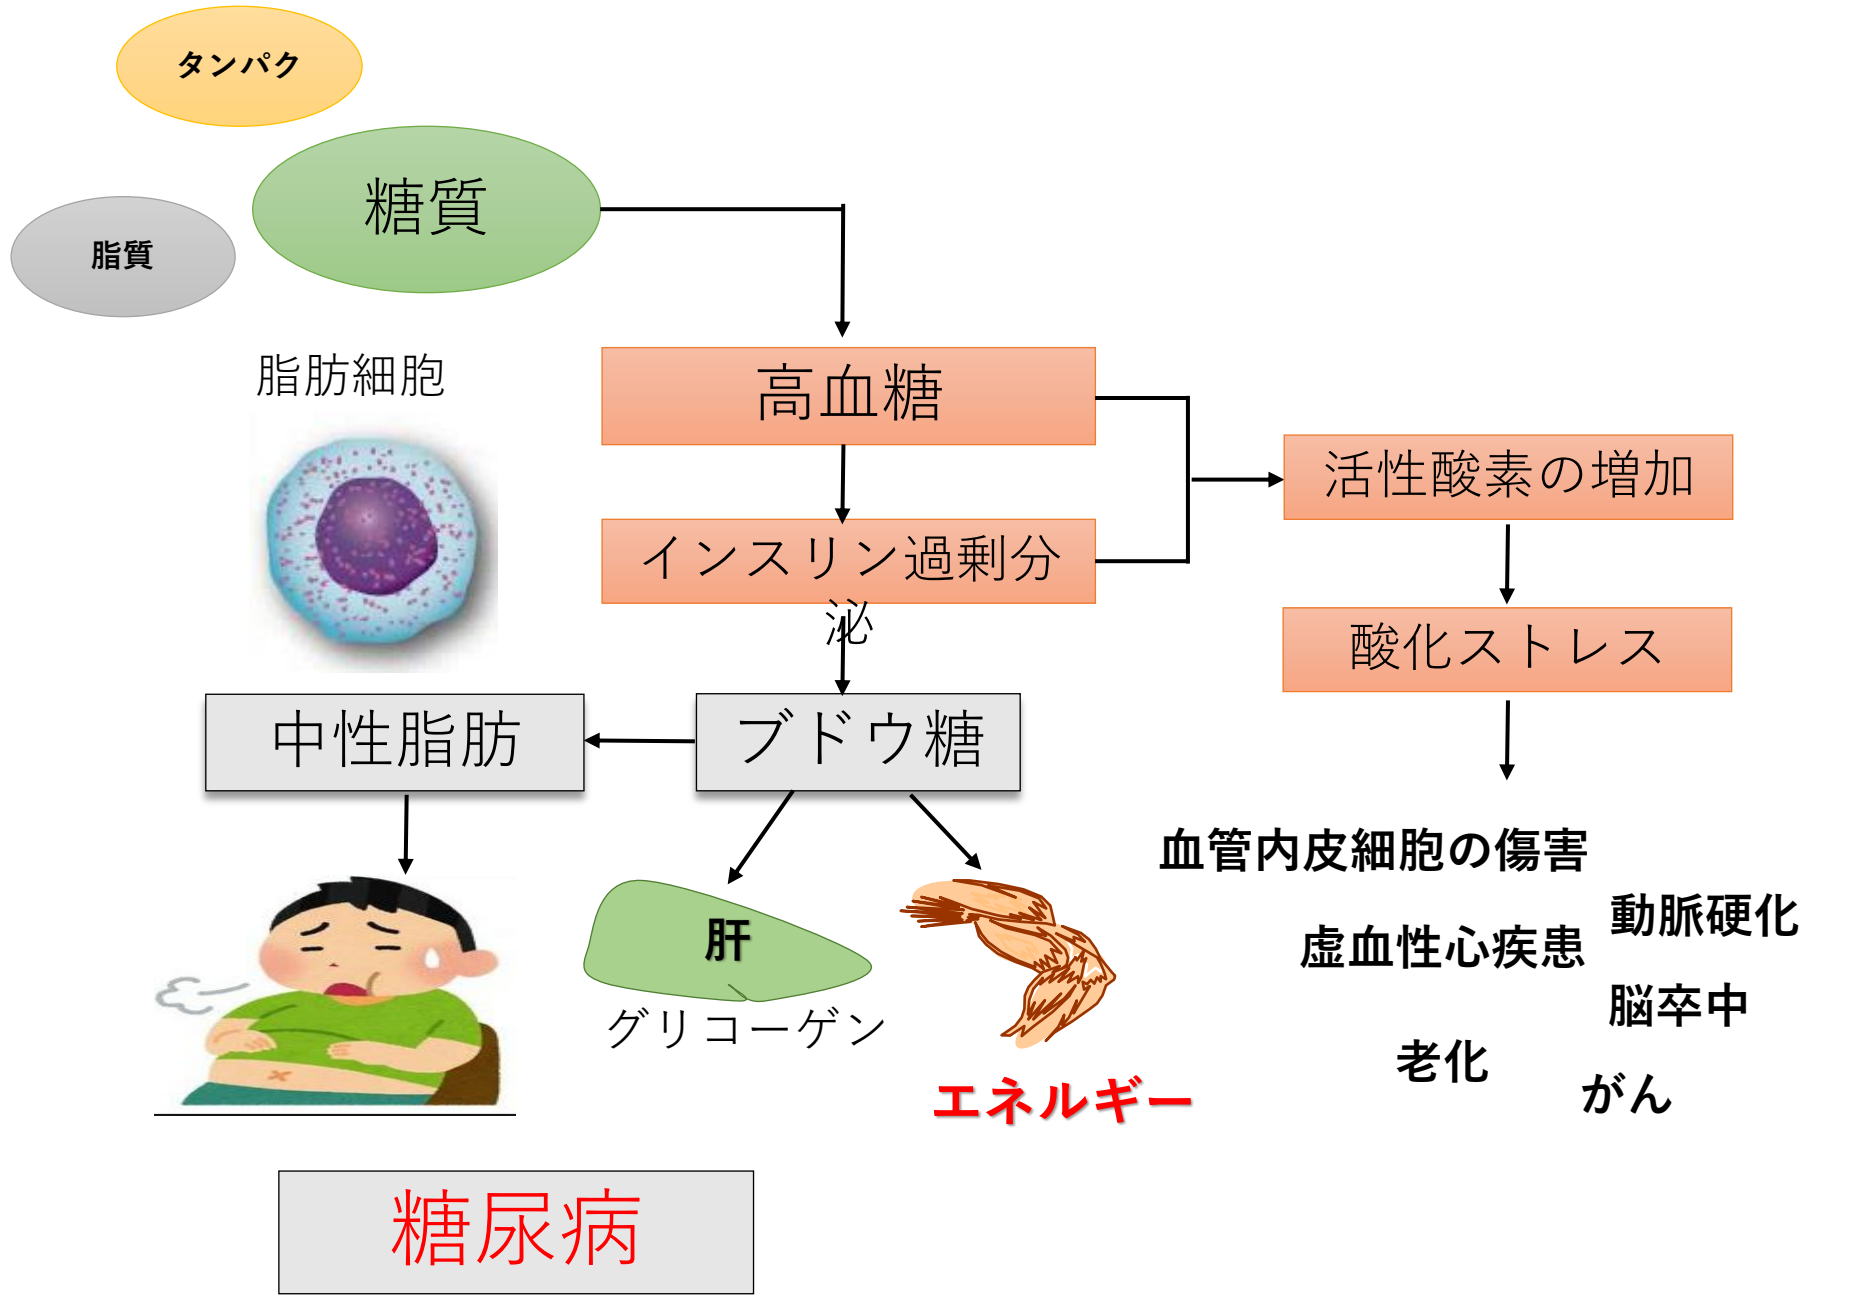 タンパク
糖質
脂質
脂肪細胞
高血糖
活性酸素の増加
インスリン過剰分
泌
酸化ストレス
中性脂肪
ブドウ糖
血管内皮細胞の傷害
動脈硬化
虚血性心疾患
肝
脳卒中
グリコーゲン
老化
がん
エネルギー
糖尿病